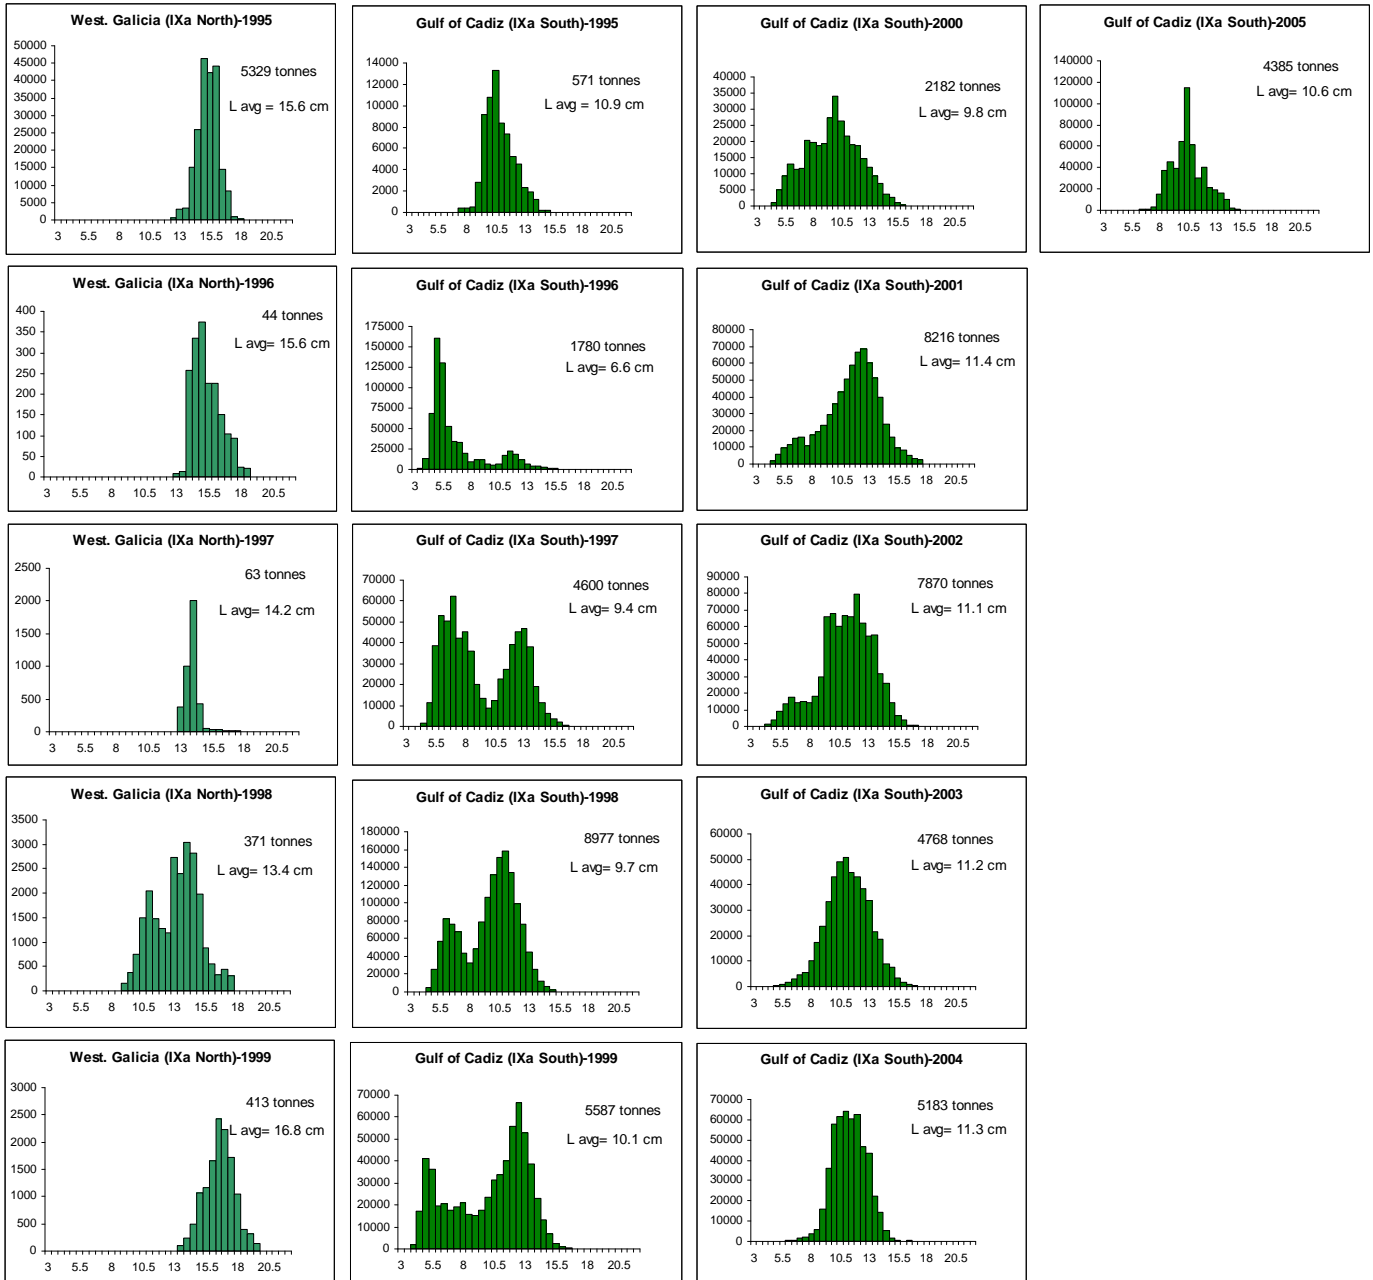 West. Galicia (IXa North)-1995
5329 tonnes
L avg = 15.6 cm
50000
45000
40000
35000
30000
25000
20000
15000
10000
5000
0
3 5.5 8 10.5 13 15.5 18 20.5
Gulf of Cadiz (IXa South)-1995
571 tonnes
L avg = 10.9 cm
14000
12000
10000
8000
6000
4000
2000
0
3 5.5 8 10.5 13 15.5 18 20.5
Gulf of Cadiz (IXa South)-2000
2182 tonnes
L avg= 9.8 cm
40000
35000
30000
25000
20000
15000
10000
5000
0
3 5.5 8 10.5 13 15.5 18 20.5
Gulf of Cadiz (IXa South)-2005
4385 tonnes
L avg= 10.6 cm
140000
120000
100000
80000
60000
40000
20000
0
3 5.5 8 10.5 13 15.5 18 20.5
West. Galicia (IXa North)-1996
44 tonnes
L avg= 15.6 cm
400
350
300
250
200
150
100
50
0
3 5.5 8 10.5 13 15.5 18 20.5
Gulf of Cadiz (IXa South)-1996
1780 tonnes
L avg= 6.6 cm
175000
150000
125000
100000
75000
50000
25000
0
3 5.5 8 10.5 13 15.5 18 20.5
Gulf of Cadiz (IXa South)-2001
8216 tonnes
L avg= 11.4 cm
80000
70000
60000
50000
40000
30000
20000
10000
0
3 5.5 8 10.5 13 15.5 18 20.5
West. Galicia (IXa North)-1997
63 tonnes
L avg= 14.2 cm
2500
2000
1500
1000
500
0
3 5.5 8 10.5 13 15.5 18 20.5
Gulf of Cadiz (IXa South)-1997
4600 tonnes
L avg= 9.4 cm
70000
60000
50000
40000
30000
20000
10000
0
3 5.5 8 10.5 13 15.5 18 20.5
Gulf of Cadiz (IXa South)-2002
7870 tonnes
L avg= 11.1 cm
90000
80000
70000
60000
50000
40000
30000
20000
10000
0
3 5.5 8 10.5 13 15.5 18 20.5
West. Galicia (IXa North)-1998
371 tonnes
L avg= 13.4 cm
3500
3000
2500
2000
1500
1000
500
0
3 5.5 8 10.5 13 15.5 18 20.5
Gulf of Cadiz (IXa South)-1998
8977 tonnes
L avg= 9.7 cm
180000
160000
140000
120000
100000
80000
60000
40000
20000
0
3 5.5 8 10.5 13 15.5 18 20.5
Gulf of Cadiz (IXa South)-2003
4768 tonnes
L avg= 11.2 cm
60000
50000
40000
30000
20000
10000
0
3 5.5 8 10.5 13 15.5 18 20.5
West. Galicia (IXa North)-1999
413 tonnes
L avg= 16.8 cm
3000
2500
2000
1500
1000
500
0
3 5.5 8 10.5 13 15.5 18 20.5
Gulf of Cadiz (IXa South)-1999
5587 tonnes
L avg= 10.1 cm
70000
60000
50000
40000
30000
20000
10000
0
3 5.5 8 10.5 13 15.5 18 20.5
Gulf of Cadiz (IXa South)-2004
5183 tonnes
L avg= 11.3 cm
70000
60000
50000
40000
30000
20000
10000
0
3 5.5 8 10.5 13 15.5 18 20.5